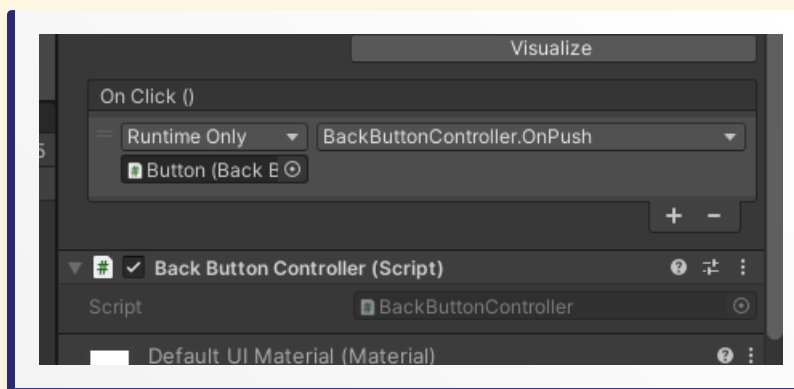 Visualize
On Click ()
Runtime Only BackButtonController.OnPush
Button (Back B
Back Button Controller (Script)
Script BackButtonController
Default UI Material (Material)